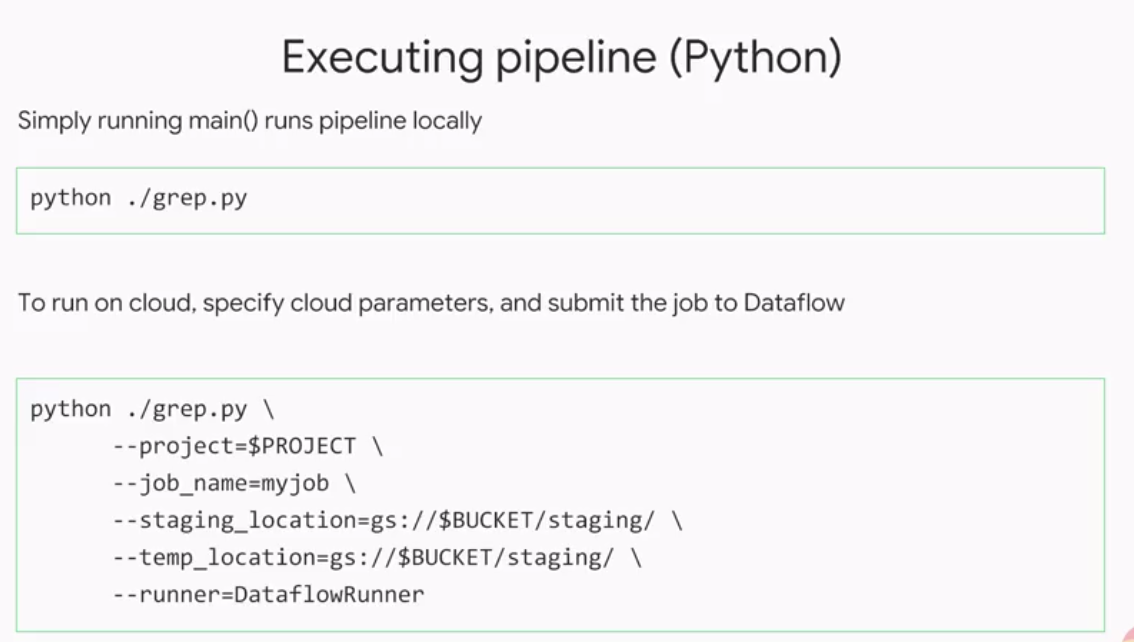 Executing pipeline (Python)
Simply running main() runs pipeline locally
python ./grep.py
To run on cloud, specify cloud parameters, and submit the job to Dataflow
python ./grep.py \
--project=$PROJECT \
--job_name=myjob \
--staging_location=gs://$BUCKET/staging/ \
--temp_location=gs://$BUCKET/staging/ \
--runner=DataflowRunner